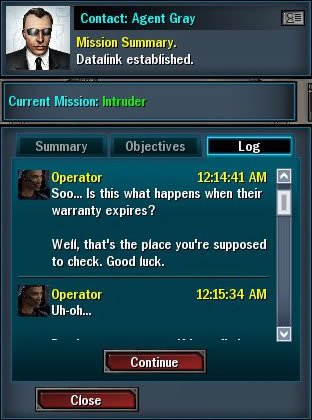 Contact: Agent Gray
Mission Summary.
Datalink established.
Current Mission: Intruder
Summary
Objectives
Log
Operator 12:14:41 AM
Soo... Is this what happens when their
warranty expires?
Well, that's the place you're supposed
to check. Good luck.
Operator 12:15:34 AM
Uh-oh...
Continue
Close